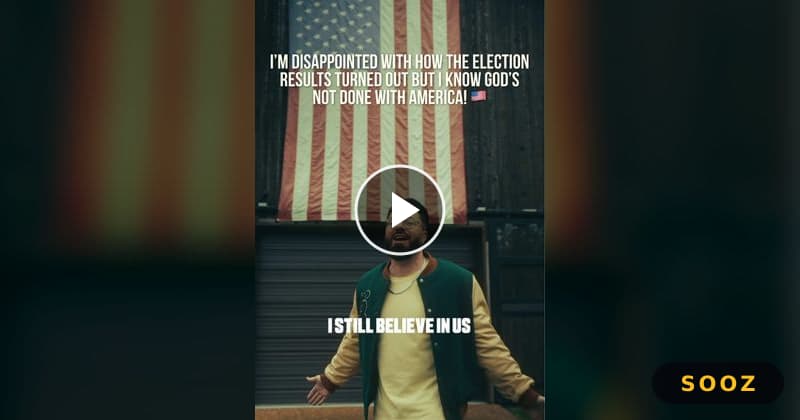 I'M DISAPPOINTED WITH HOW THE ELECTION
RESULTS TURNED OUT BUT I KNOW GOD'S
NOT DONE WITH AMERICA! 🇺🇸
I STILL BELIEVE IN US
SOOZ